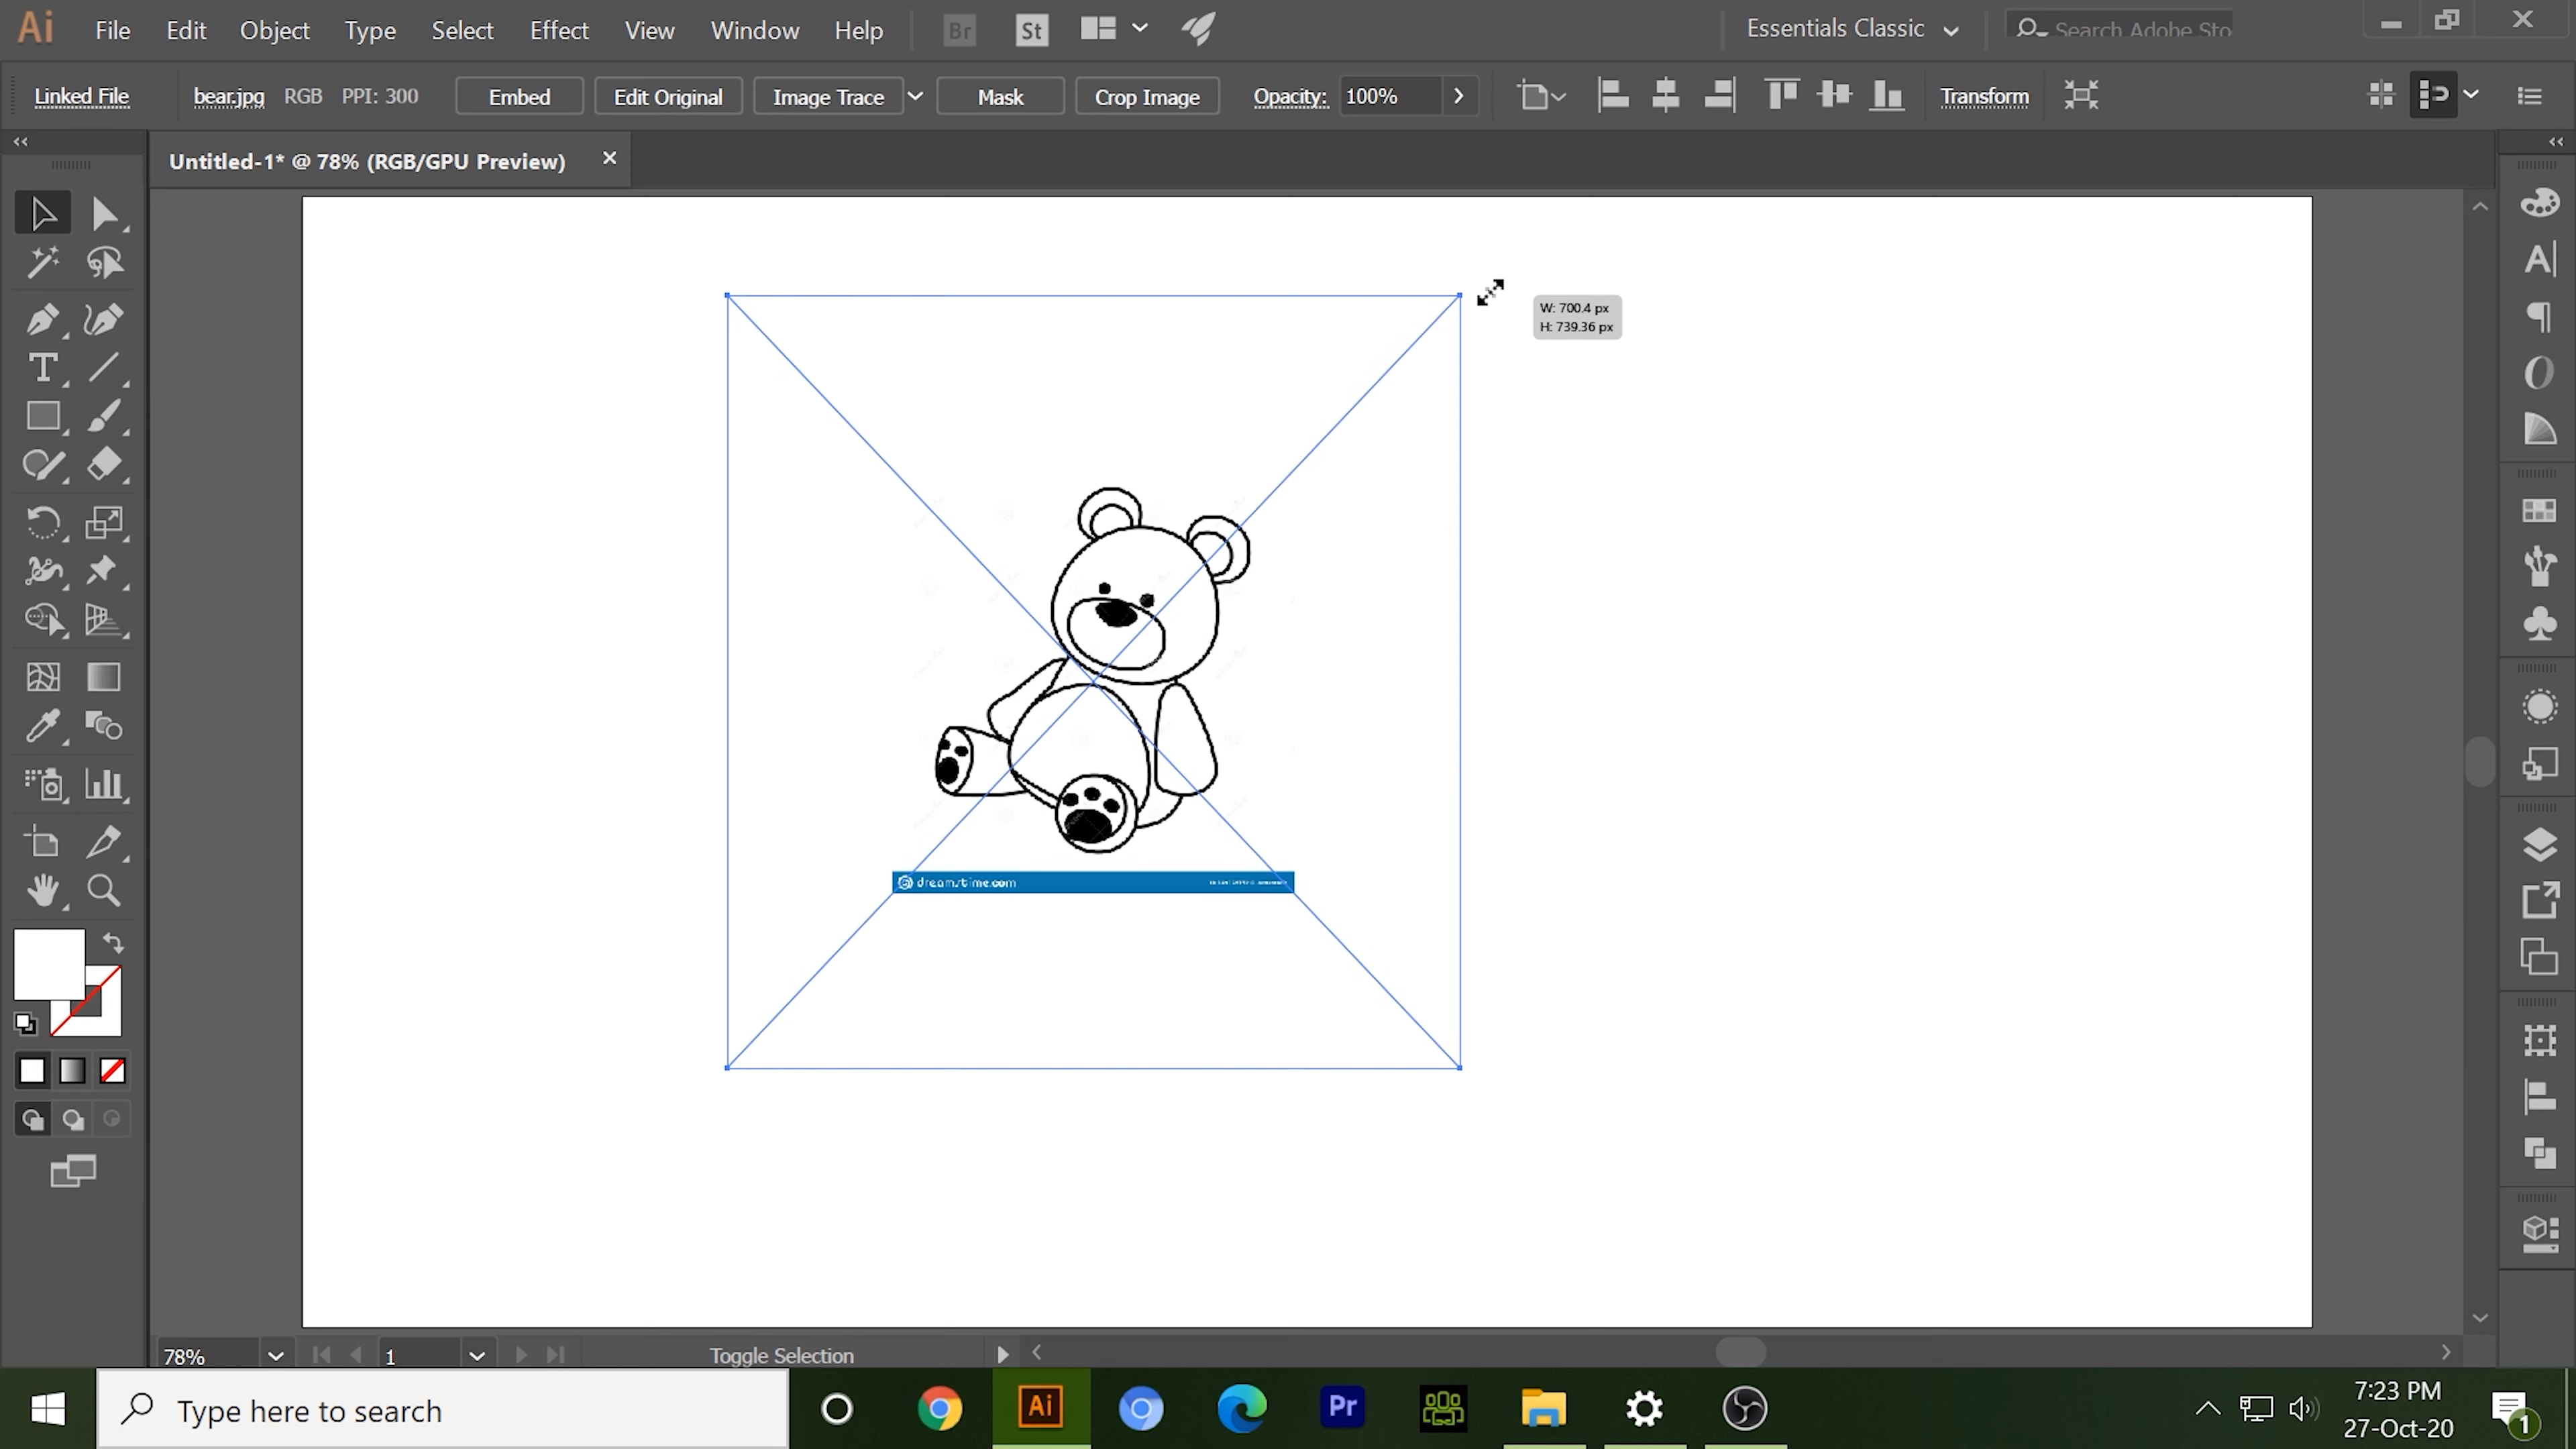 Ai File Edit Object Type Select Effect View Window Help Br St Essentials Classic Search Adobe Sto
Linked File bear.jpg RGB PPI: 300 Embed Edit Original Image Trace Mask Crop Image Opacity: 100% Transform
Untitled-1* @ 78% (RGB/GPU Preview)
W: 700.4 px
H: 739.36 px
dreamstime.com
78% 1 Toggle Selection
Type here to search Ai Pr 7:23 PM
27-Oct-20 1